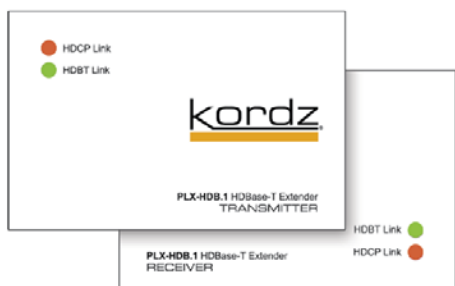 HDCP Link
HDBT Link
kordz
PLX-HDB.1 HDBase-T Extender
TRANSMITTER
HDBT Link
HDCP Link
PLX-HDB.1 HDBase-T Extender
RECEIVER